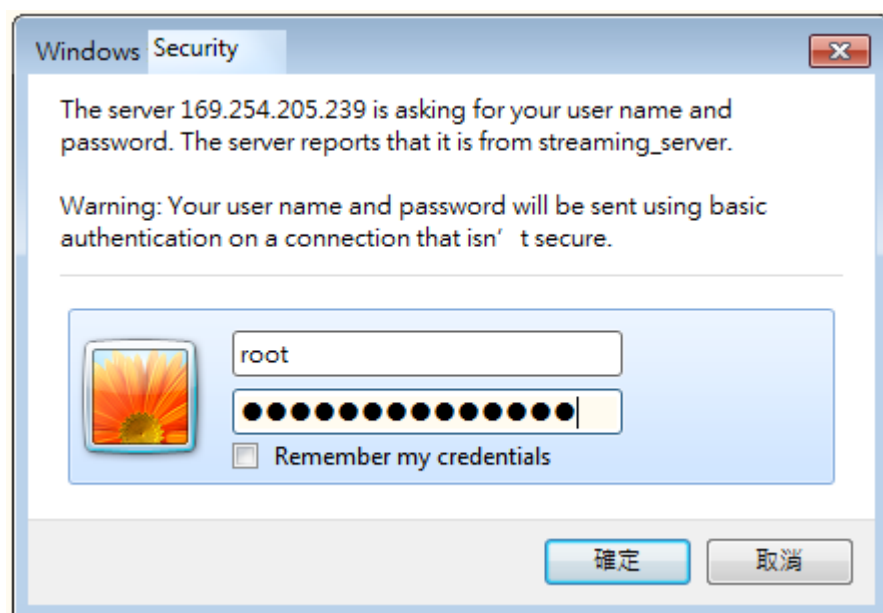 Windows Security
The server 169.254.205.239 is asking for your user name and
password. The server reports that it is from streaming_server.
Warning: Your user name and password will be sent using basic
authentication on a connection that isn’ t secure.
root
●●●●●●●●●●●●●●
Remember my credentials
確定
取消